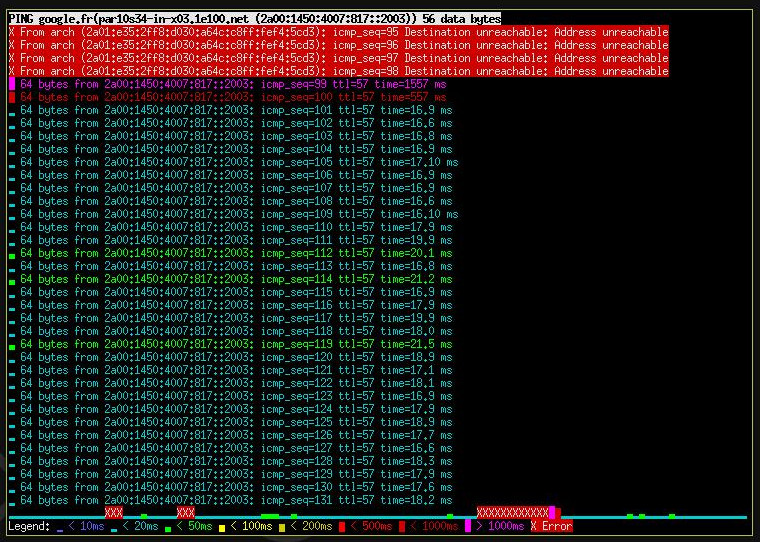 PING google.fr(par10s34-in-x03.1e100.net (2a00:1450:4007:817::2003)) 56 data bytes
X From arch (2a01:e35:2ff8:d030:a64c:c8ff:fef4:5cd3): icmp_seq=95 Destination unreachable: Address unreachable
X From arch (2a01:e35:2ff8:d030:a64c:c8ff:fef4:5cd3): icmp_seq=96 Destination unreachable: Address unreachable
X From arch (2a01:e35:2ff8:d030:a64c:c8ff:fef4:5cd3): icmp_seq=97 Destination unreachable: Address unreachable
X From arch (2a01:e35:2ff8:d030:a64c:c8ff:fef4:5cd3): icmp_seq=98 Destination unreachable: Address unreachable
64 bytes from 2a00:1450:4007:817::2003: icmp_seq=99 ttl=57 time=1557 ms
64 bytes from 2a00:1450:4007:817::2003: icmp_seq=100 ttl=57 time=557 ms
64 bytes from 2a00:1450:4007:817::2003: icmp_seq=101 ttl=57 time=16.9 ms
64 bytes from 2a00:1450:4007:817::2003: icmp_seq=102 ttl=57 time=16.6 ms
64 bytes from 2a00:1450:4007:817::2003: icmp_seq=103 ttl=57 time=16.8 ms
64 bytes from 2a00:1450:4007:817::2003: icmp_seq=104 ttl=57 time=16.9 ms
64 bytes from 2a00:1450:4007:817::2003: icmp_seq=105 ttl=57 time=17.10 ms
64 bytes from 2a00:1450:4007:817::2003: icmp_seq=106 ttl=57 time=16.9 ms
64 bytes from 2a00:1450:4007:817::2003: icmp_seq=107 ttl=57 time=16.9 ms
64 bytes from 2a00:1450:4007:817::2003: icmp_seq=108 ttl=57 time=16.6 ms
64 bytes from 2a00:1450:4007:817::2003: icmp_seq=109 ttl=57 time=16.10 ms
64 bytes from 2a00:1450:4007:817::2003: icmp_seq=110 ttl=57 time=17.9 ms
64 bytes from 2a00:1450:4007:817::2003: icmp_seq=111 ttl=57 time=19.9 ms
64 bytes from 2a00:1450:4007:817::2003: icmp_seq=112 ttl=57 time=20.1 ms
64 bytes from 2a00:1450:4007:817::2003: icmp_seq=113 ttl=57 time=16.8 ms
64 bytes from 2a00:1450:4007:817::2003: icmp_seq=114 ttl=57 time=21.2 ms
64 bytes from 2a00:1450:4007:817::2003: icmp_seq=115 ttl=57 time=16.9 ms
64 bytes from 2a00:1450:4007:817::2003: icmp_seq=116 ttl=57 time=17.9 ms
64 bytes from 2a00:1450:4007:817::2003: icmp_seq=117 ttl=57 time=19.9 ms
64 bytes from 2a00:1450:4007:817::2003: icmp_seq=118 ttl=57 time=18.0 ms
64 bytes from 2a00:1450:4007:817::2003: icmp_seq=119 ttl=57 time=21.5 ms
64 bytes from 2a00:1450:4007:817::2003: icmp_seq=120 ttl=57 time=18.9 ms
64 bytes from 2a00:1450:4007:817::2003: icmp_seq=121 ttl=57 time=17.1 ms
64 bytes from 2a00:1450:4007:817::2003: icmp_seq=122 ttl=57 time=18.1 ms
64 bytes from 2a00:1450:4007:817::2003: icmp_seq=123 ttl=57 time=16.9 ms
64 bytes from 2a00:1450:4007:817::2003: icmp_seq=124 ttl=57 time=17.9 ms
64 bytes from 2a00:1450:4007:817::2003: icmp_seq=125 ttl=57 time=18.9 ms
64 bytes from 2a00:1450:4007:817::2003: icmp_seq=126 ttl=57 time=17.7 ms
64 bytes from 2a00:1450:4007:817::2003: icmp_seq=127 ttl=57 time=16.6 ms
64 bytes from 2a00:1450:4007:817::2003: icmp_seq=128 ttl=57 time=18.3 ms
64 bytes from 2a00:1450:4007:817::2003: icmp_seq=129 ttl=57 time=17.9 ms
64 bytes from 2a00:1450:4007:817::2003: icmp_seq=130 ttl=57 time=17.6 ms
64 bytes from 2a00:1450:4007:817::2003: icmp_seq=131 ttl=57 time=18.2 ms
XXX XXX XXXXXXXXXXXX
Legend: < 10ms < 20ms < 50ms < 100ms < 200ms < 500ms < 1000ms > 1000ms X Error